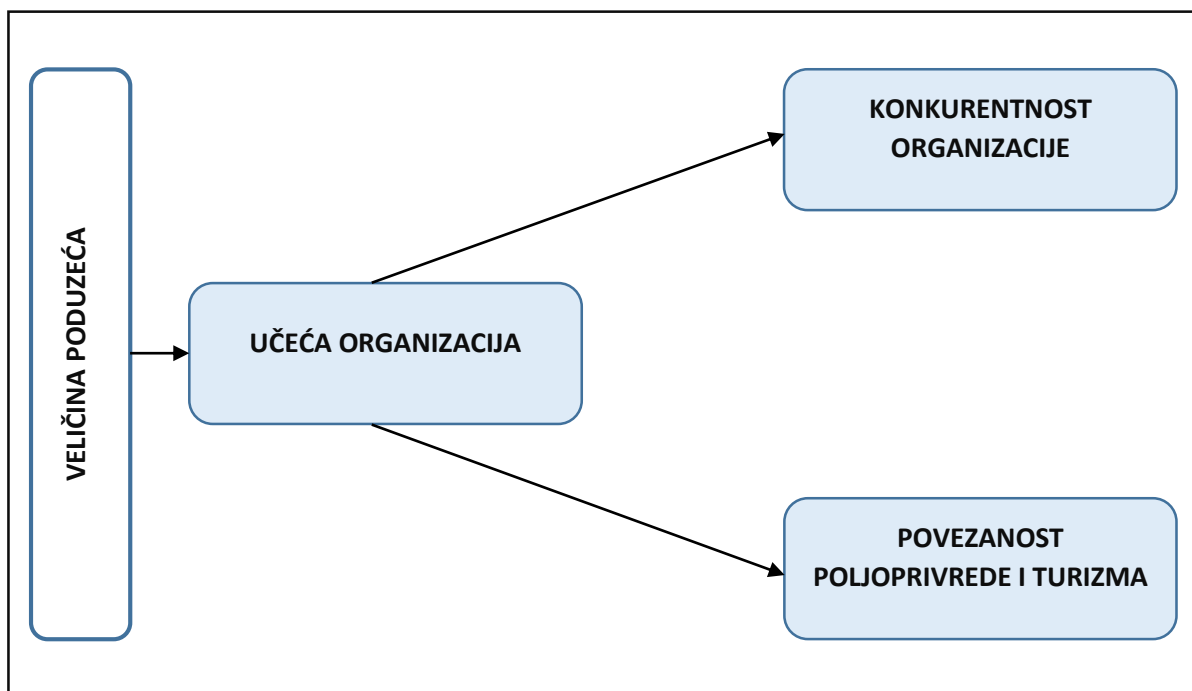 VELIČINA PODUZEĆA
UČEĆA ORGANIZACIJA
KONKURENTNOST
ORGANIZACIJE
POVEZANOST
POLJOPRIVREDE I TURIZMA